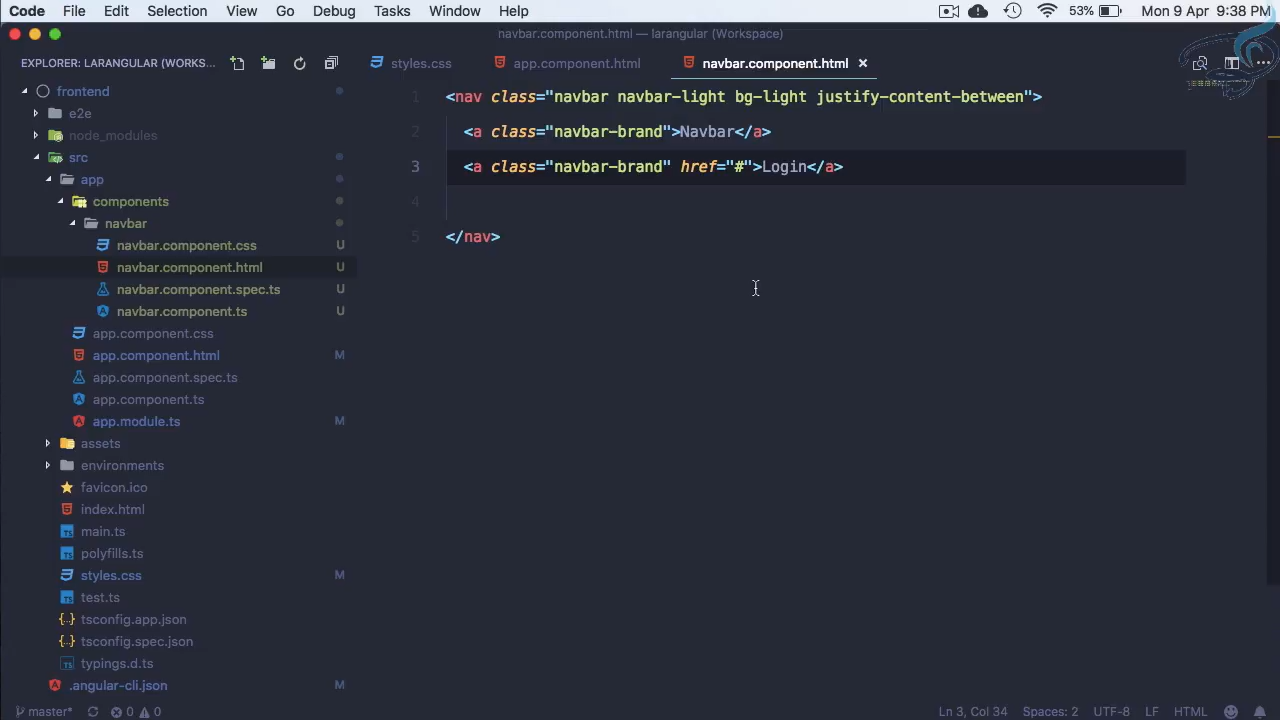 Code File Edit Selection View Go Debug Tasks Window Help 53% Mon 9 Apr 9:38 PM
navbar.component.html — larangular (Workspace)
EXPLORER: LARANGULAR (WORKS...
styles.css app.component.html navbar.component.html
frontend
e2e
node_modules
src
app
components
navbar
navbar.component.css U
navbar.component.html U
navbar.component.spec.ts U
navbar.component.ts U
app.component.css
app.component.html M
app.component.spec.ts
app.component.ts
app.module.ts M
assets
environments
favicon.ico
index.html
main.ts
polyfills.ts
styles.css M
test.ts
tsconfig.app.json
tsconfig.spec.json
typings.d.ts
.angular-cli.json M
1 <nav class="navbar navbar-light bg-light justify-content-between">
2 <a class="navbar-brand">Navbar</a>
3 <a class="navbar-brand" href="#">Login</a>
4
5 </nav>
master* 0 0 Ln 3, Col 34 Spaces: 2 UTF-8 LF HTML